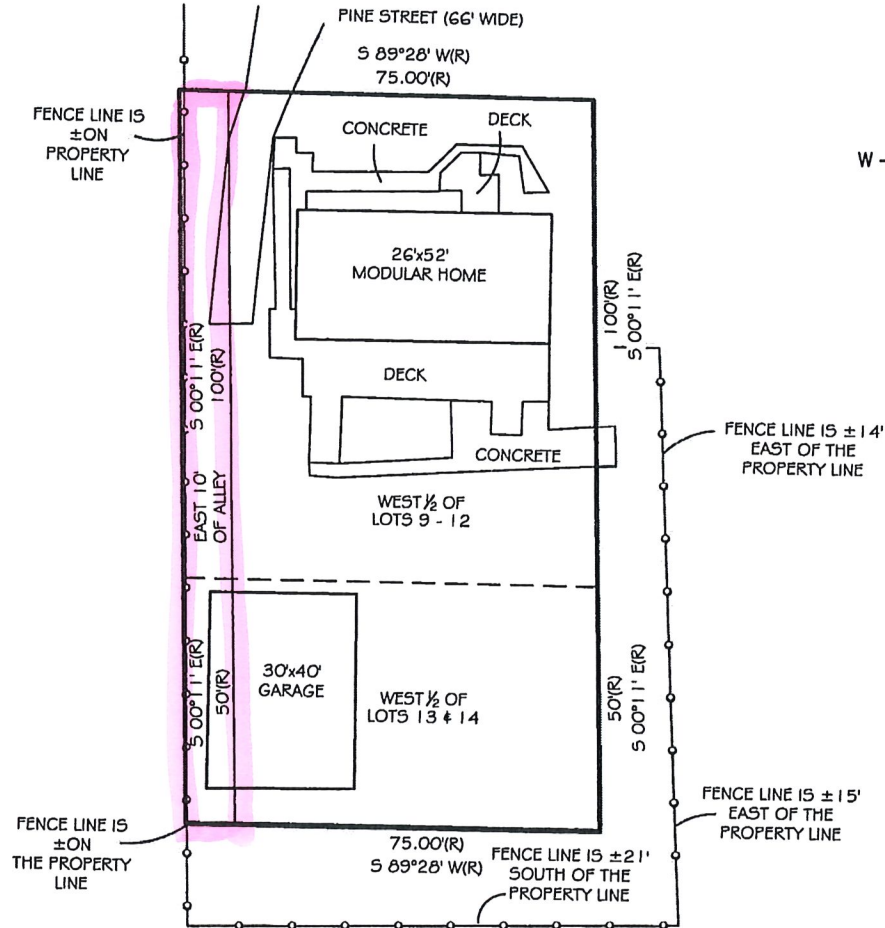 PINE STREET (66' WIDE)
S 89°28' W(R)
75.00'(R)
FENCE LINE IS
±ON
PROPERTY
LINE
CONCRETE
DECK
W -
26'x52'
MODULAR HOME
100'(R)
S 00°11' E(R)
S 00°11' E(R)
100'(R)
DECK
FENCE LINE IS ±14'
EAST OF THE
PROPERTY LINE
CONCRETE
EAST 10'
OF ALLEY
WEST ½ OF
LOTS 9 - 12
S 00°11' E(R)
50'(R)
30'x40'
GARAGE
WEST ½ OF
LOTS 13 & 14
50'(R)
S 00°11' E(R)
FENCE LINE IS ±15'
EAST OF THE
PROPERTY LINE
FENCE LINE IS
±ON
THE PROPERTY
LINE
75.00'(R)
S 89°28' W(R)
FENCE LINE IS ±21'
SOUTH OF THE
PROPERTY LINE